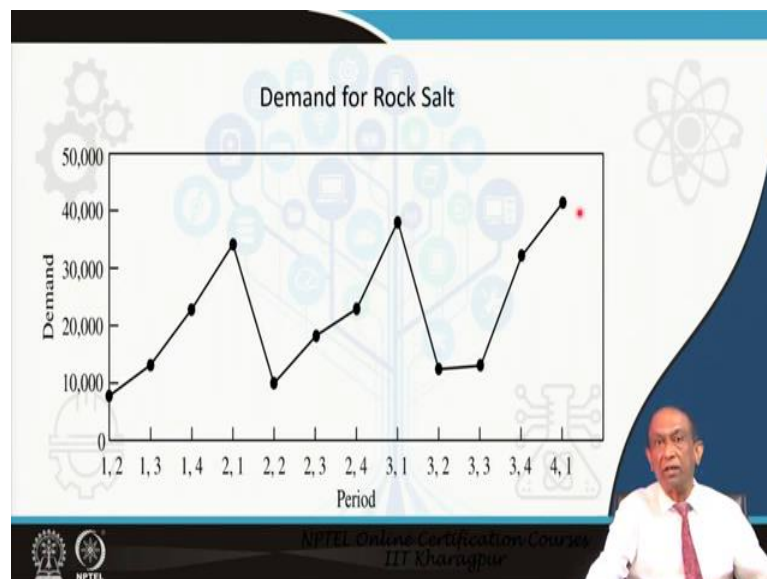 Demand for Rock Salt
50,000
40,000
30,000
20,000
10,000
0
Demand
1, 2 1, 3 1, 4 2, 1 2, 2 2, 3 2, 4 3, 1 3, 2 3, 3 3, 4 4, 1
Period
NPTEL Online Certification Courses
IIT Kharagpur
NPTEL